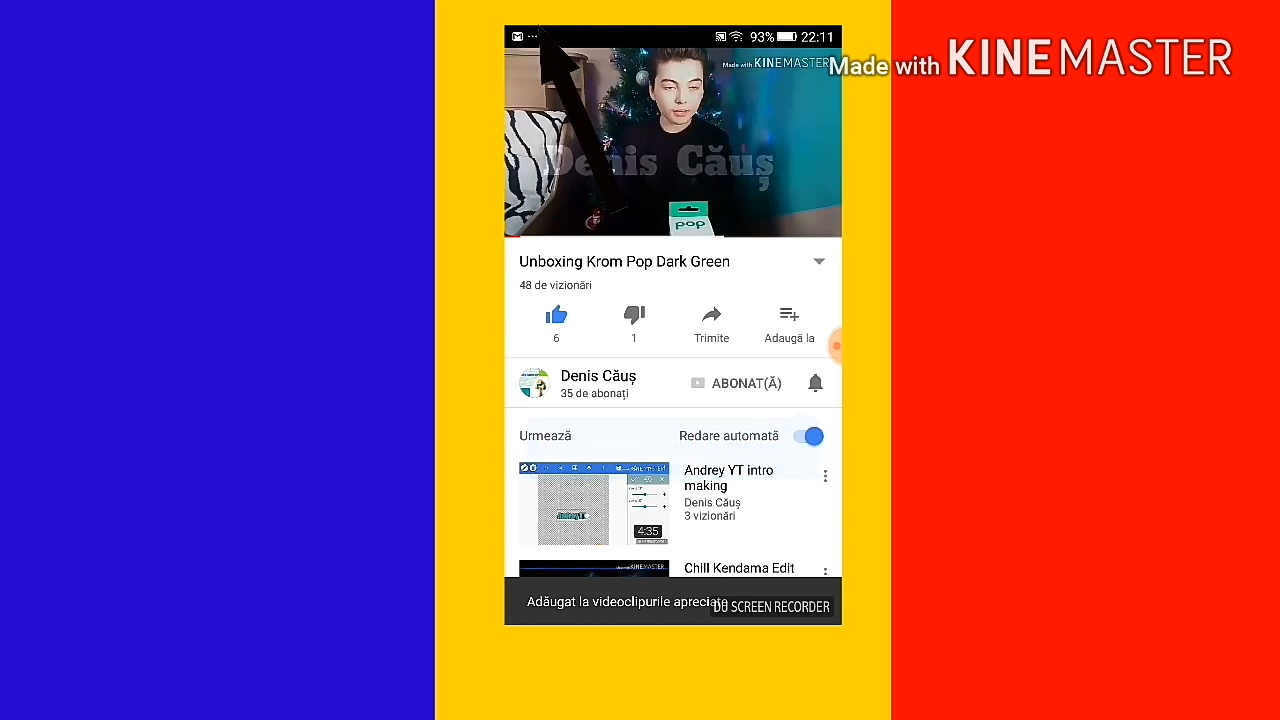 93% 22:11
Made with KINEMASTER
Made with KINEMASTER
Denis Căuș
pop
Unboxing Krom Pop Dark Green
48 de vizionări
6
1
Trimite
Adaugă la
Denis Căuș
35 de abonați
ABONAT(Ă)
Urmează
Redare automată
Andrey YT intro
making
Denis Căuș
3 vizionări
4:35
Chill Kendama Edit
Adăugat la videoclipurile apreciate
DU SCREEN RECORDER